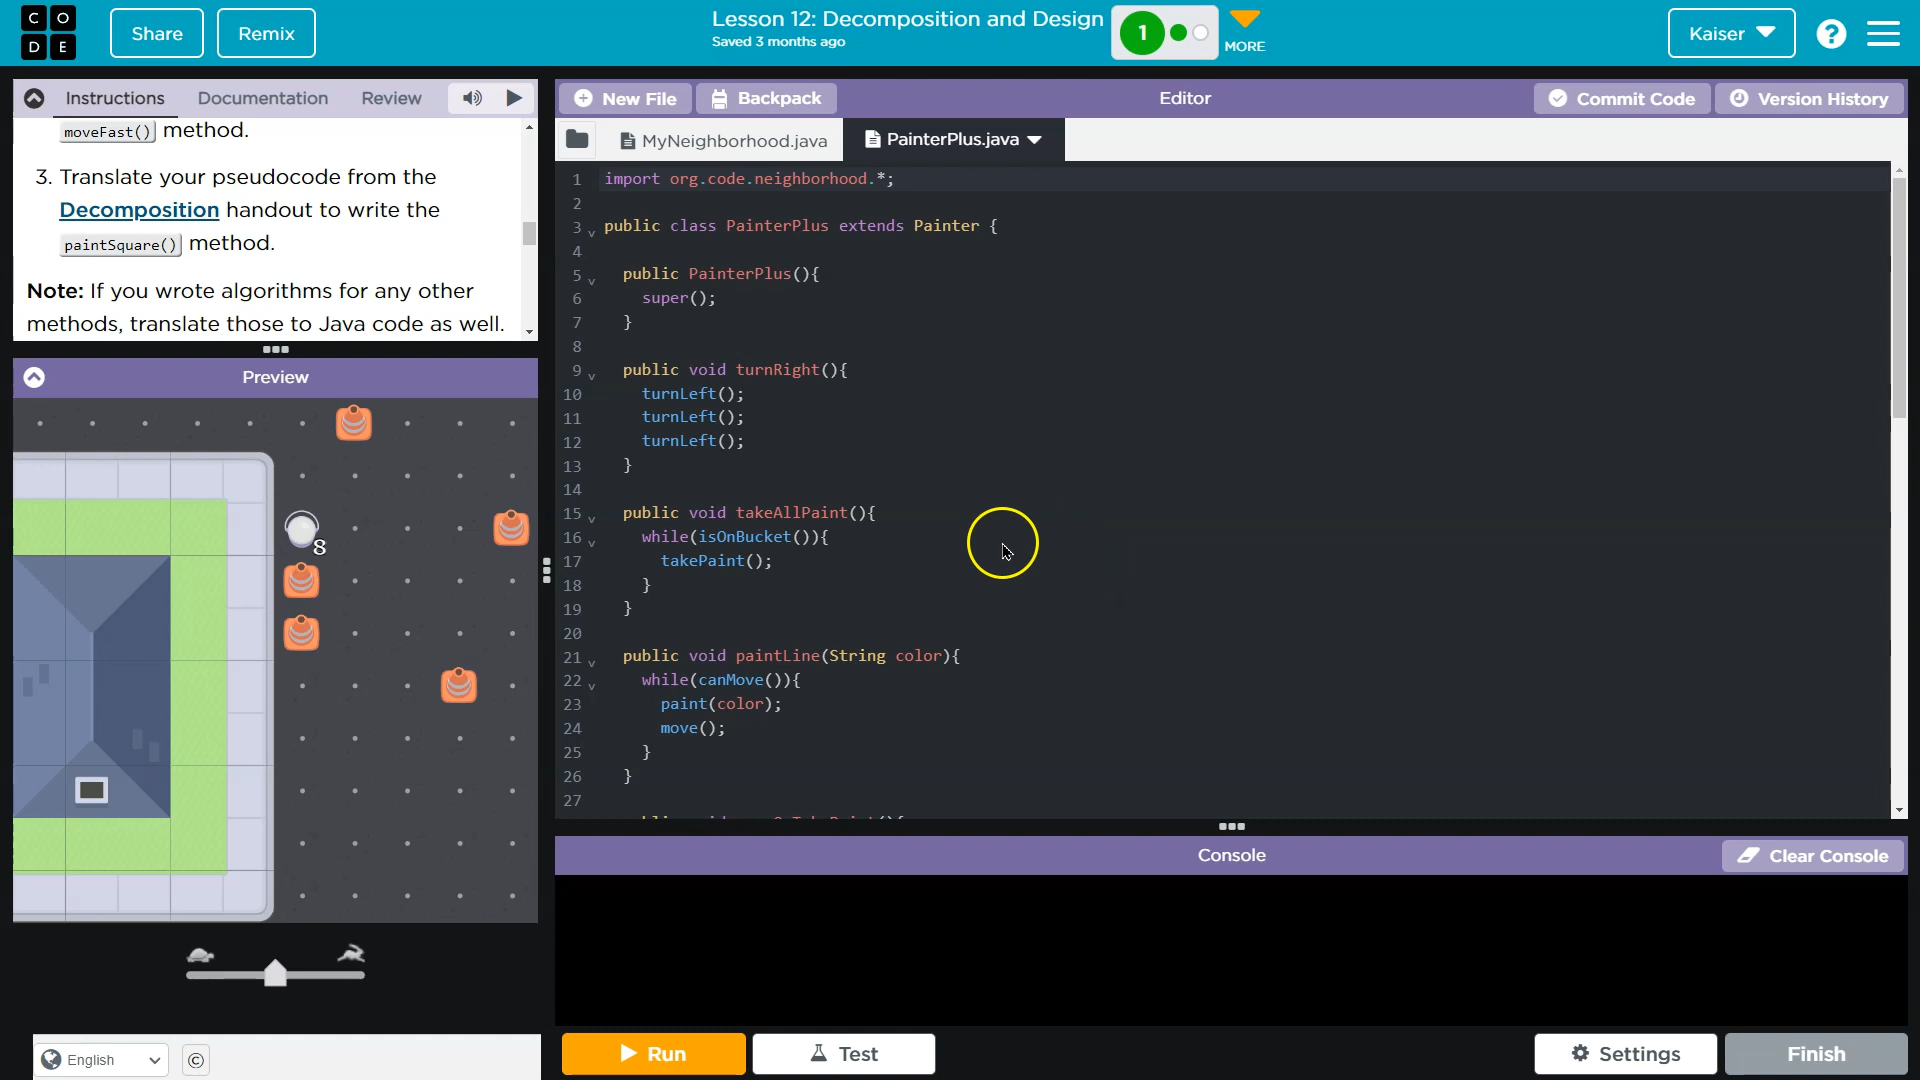 C O
D E
Share
Remix
Lesson 12: Decomposition and Design
Saved 3 months ago
1
MORE
Kaiser
?
Instructions
Documentation
Review
moveFast() method.
3. Translate your pseudocode from the
Decomposition handout to write the
paintSquare() method.
Note: If you wrote algorithms for any other
methods, translate those to Java code as well.
Preview
8
English
©
New File
Backpack
Editor
Commit Code
Version History
MyNeighborhood.java
PainterPlus.java
1 import org.code.neighborhood.*;
2
3 public class PainterPlus extends Painter {
4
5 public PainterPlus(){
6 super();
7 }
8
9 public void turnRight(){
10 turnLeft();
11 turnLeft();
12 turnLeft();
13 }
14
15 public void takeAllPaint(){
16 while(isOnBucket()){
17 takePaint();
18 }
19 }
20
21 public void paintLine(String color){
22 while(canMove()){
23 paint(color);
24 move();
25 }
26 }
27
Console
Clear Console
Run
Test
Settings
Finish